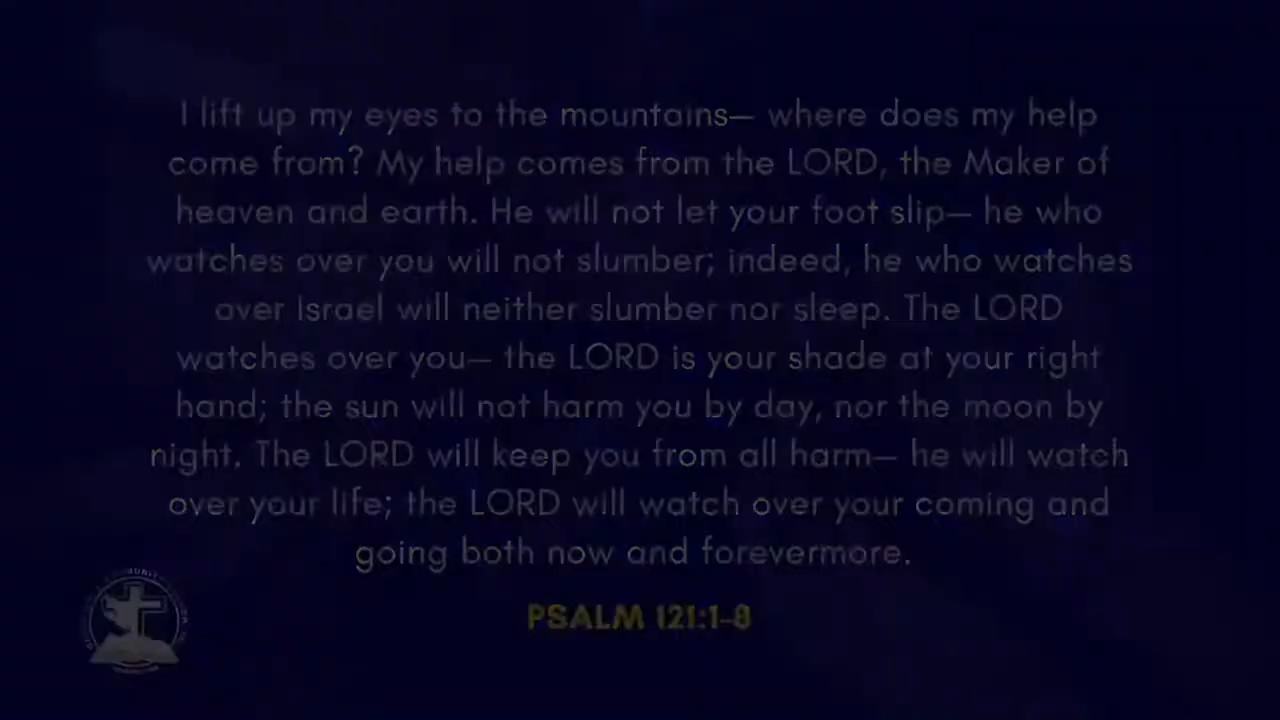 I lift up my eyes to the mountains— where does my help
come from? My help comes from the LORD, the Maker of
heaven and earth. He will not let your foot slip— he who
watches over you will not slumber; indeed, he who watches
over Israel will neither slumber nor sleep. The LORD
watches over you— the LORD is your shade at your right
hand; the sun will not harm you by day, nor the moon by
night. The LORD will keep you from all harm— he will watch
over your life; the LORD will watch over your coming and
going both now and forevermore.
PSALM 121:1-8